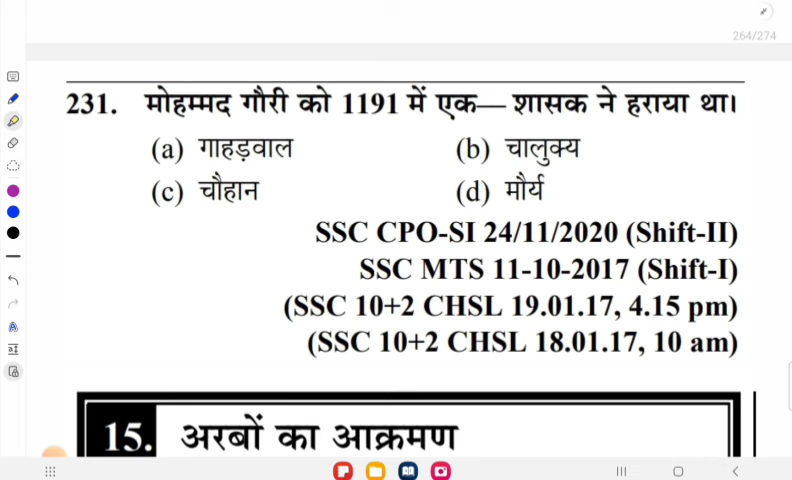 264/274
231. मोहम्मद गौरी को 1191 में एक— शासक ने हराया था।
(a) गाहड़वाल (b) चालुक्य
(c) चौहान (d) मौर्य
SSC CPO-SI 24/11/2020 (Shift-II)
SSC MTS 11-10-2017 (Shift-I)
(SSC 10+2 CHSL 19.01.17, 4.15 pm)
(SSC 10+2 CHSL 18.01.17, 10 am)
15. अरबों का आक्रमण